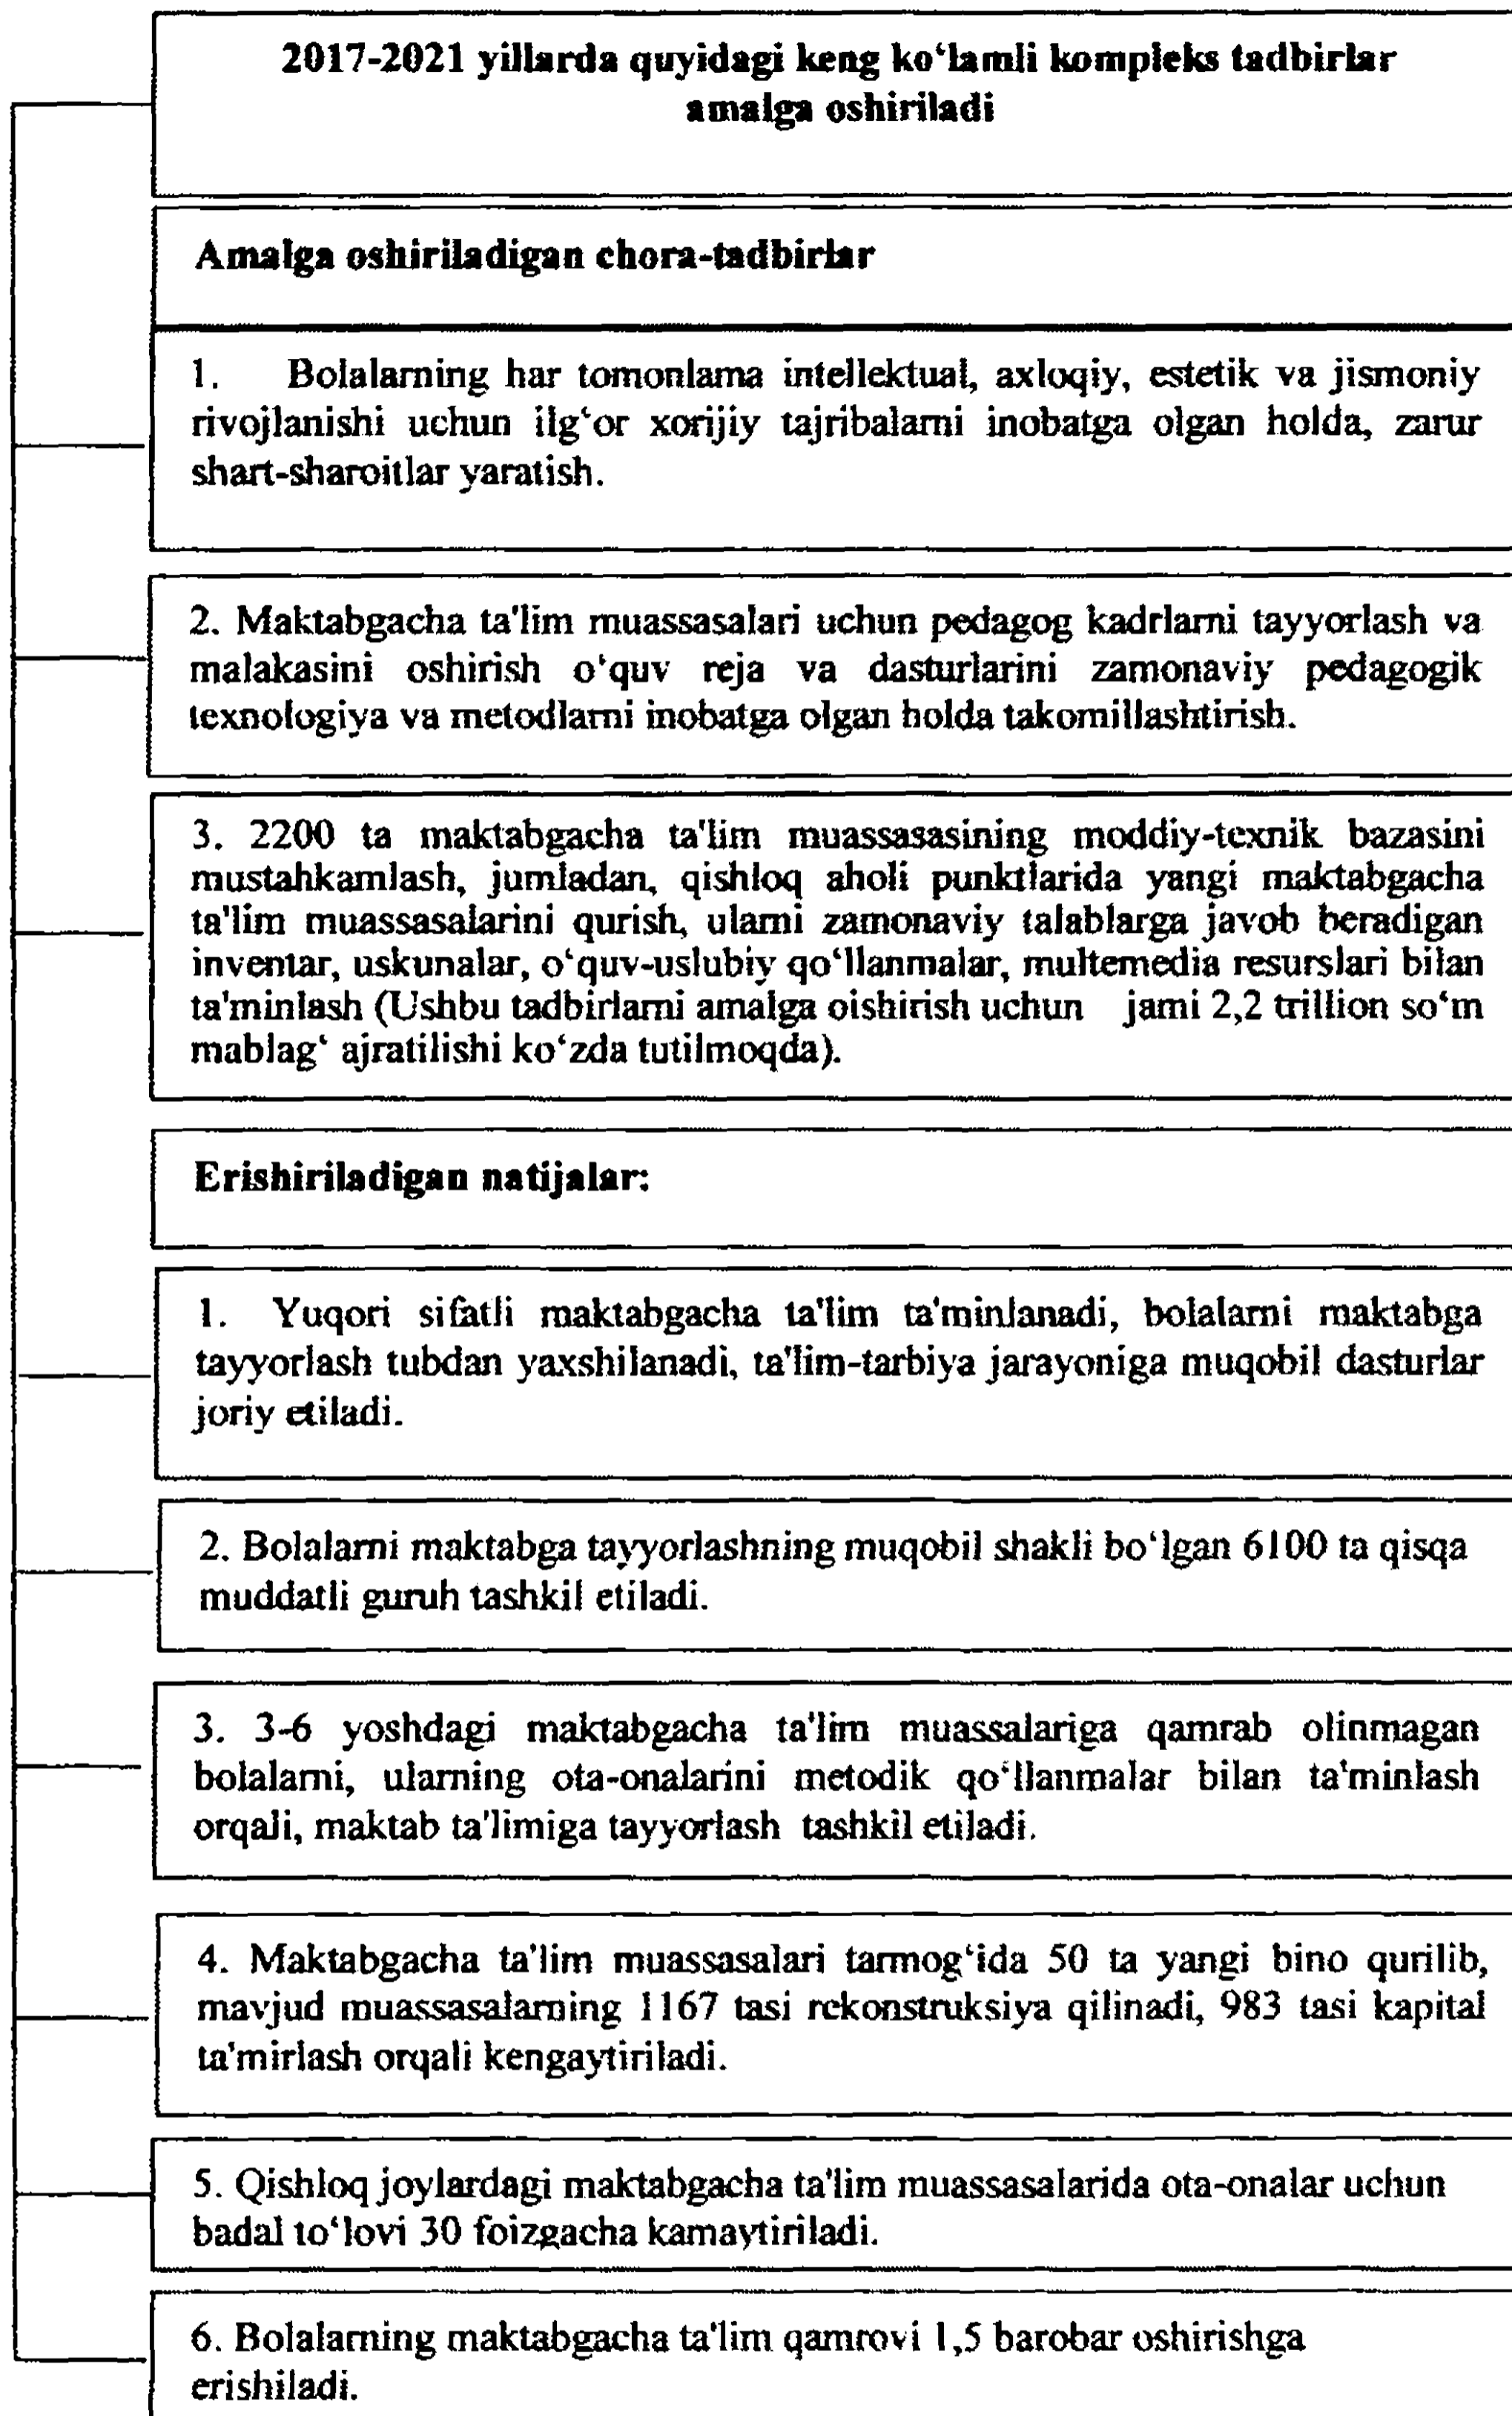 2017-2021 yillarda quyidagi keng ko‘lamli kompleks tadbirlar
amalga oshiriladi
Amalga oshiriladigan chora-tadbirlar
1. Bolalarning har tomonlama intellektual, axloqiy, estetik va jismoniy
rivojlanishi uchun ilg‘or xorijiy tajribalarni inobatga olgan holda, zarur
shart-sharoitlar yaratish.
2. Maktabgacha ta'lim muassasalari uchun pedagog kadrlarni tayyorlash va
malakasini oshirish o‘quv reja va dasturlarini zamonaviy pedagogik
texnologiya va metodlarni inobatga olgan holda takomillashtirish.
3. 2200 ta maktabgacha ta'lim muassasasining moddiy-texnik bazasini
mustahkamlash, jumladan, qishloq aholi punktlarida yangi maktabgacha
ta'lim muassasalarini qurish, ularni zamonaviy talablarga javob beradigan
inventar, uskunalar, o‘quv-uslubiy qo‘llanmalar, multemedia resurslari bilan
ta'minlash (Ushbu tadbirlarni amalga oishirish uchun jami 2,2 trillion so‘m
mablag‘ ajratilishi ko‘zda tutilmoqda).
Erishiriladigan natijalar:
1. Yuqori sifatli maktabgacha ta'lim ta'minlanadi, bolalarni maktabga
tayyorlash tubdan yaxshilanadi, ta'lim-tarbiya jarayoniga muqobil dasturlar
joriy etiladi.
2. Bolalarni maktabga tayyorlashning muqobil shakli bo‘lgan 6100 ta qisqa
muddatli guruh tashkil etiladi.
3. 3-6 yoshdagi maktabgacha ta'lim muassalariga qamrab olinmagan
bolalarni, ularning ota-onalarini metodik qo‘llanmalar bilan ta'minlash
orqali, maktab ta'limiga tayyorlash tashkil etiladi.
4. Maktabgacha ta'lim muassasalari tarmog‘ida 50 ta yangi bino qurilib,
mavjud muassasalarning 1167 tasi rekonstruksiya qilinadi, 983 tasi kapital
ta'mirlash orqali kengaytiriladi.
5. Qishloq joylardagi maktabgacha ta'lim muassasalarida ota-onalar uchun
badal to‘lovi 30 foizgacha kamaytiriladi.
6. Bolalarning maktabgacha ta'lim qamrovi 1,5 barobar oshirishga
erishiladi.